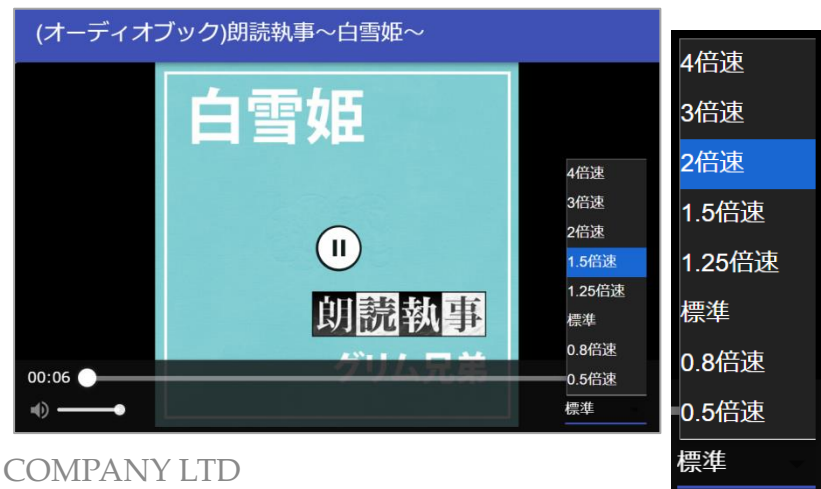 (オーディオブック)朗読執事～白雪姫～
白雪姫
朗読執事
グリム兄弟
4倍速
3倍速
2倍速
1.5倍速
1.25倍速
標準
0.8倍速
0.5倍速
標準
00:06
COMPANY LTD
4倍速
3倍速
2倍速
1.5倍速
1.25倍速
標準
0.8倍速
0.5倍速
標準